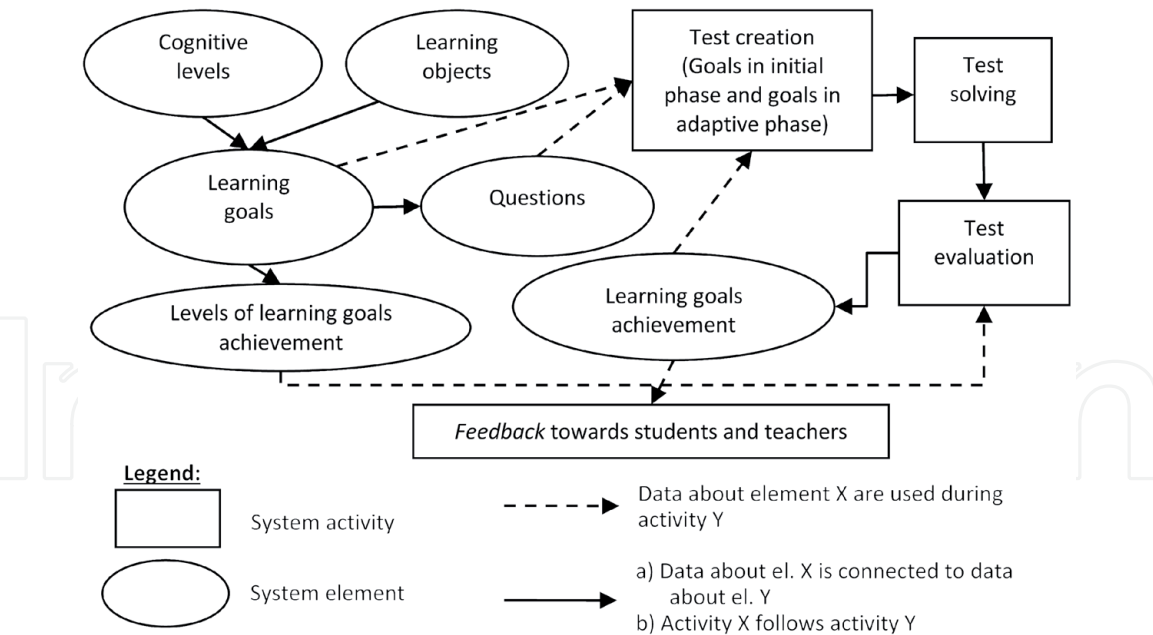 Cognitive
levels
Learning
objects
Test creation
(Goals in initial
phase and goals in
adaptive phase)
Test
solving
Learning
goals
Questions
Test
evaluation
Levels of learning goals
achievement
Learning goals
achievement
Feedback towards students and teachers
Legend:
System activity
Data about element X are used during
activity Y
System element
a) Data about el. X is connected to data
about el. Y
b) Activity X follows activity Y